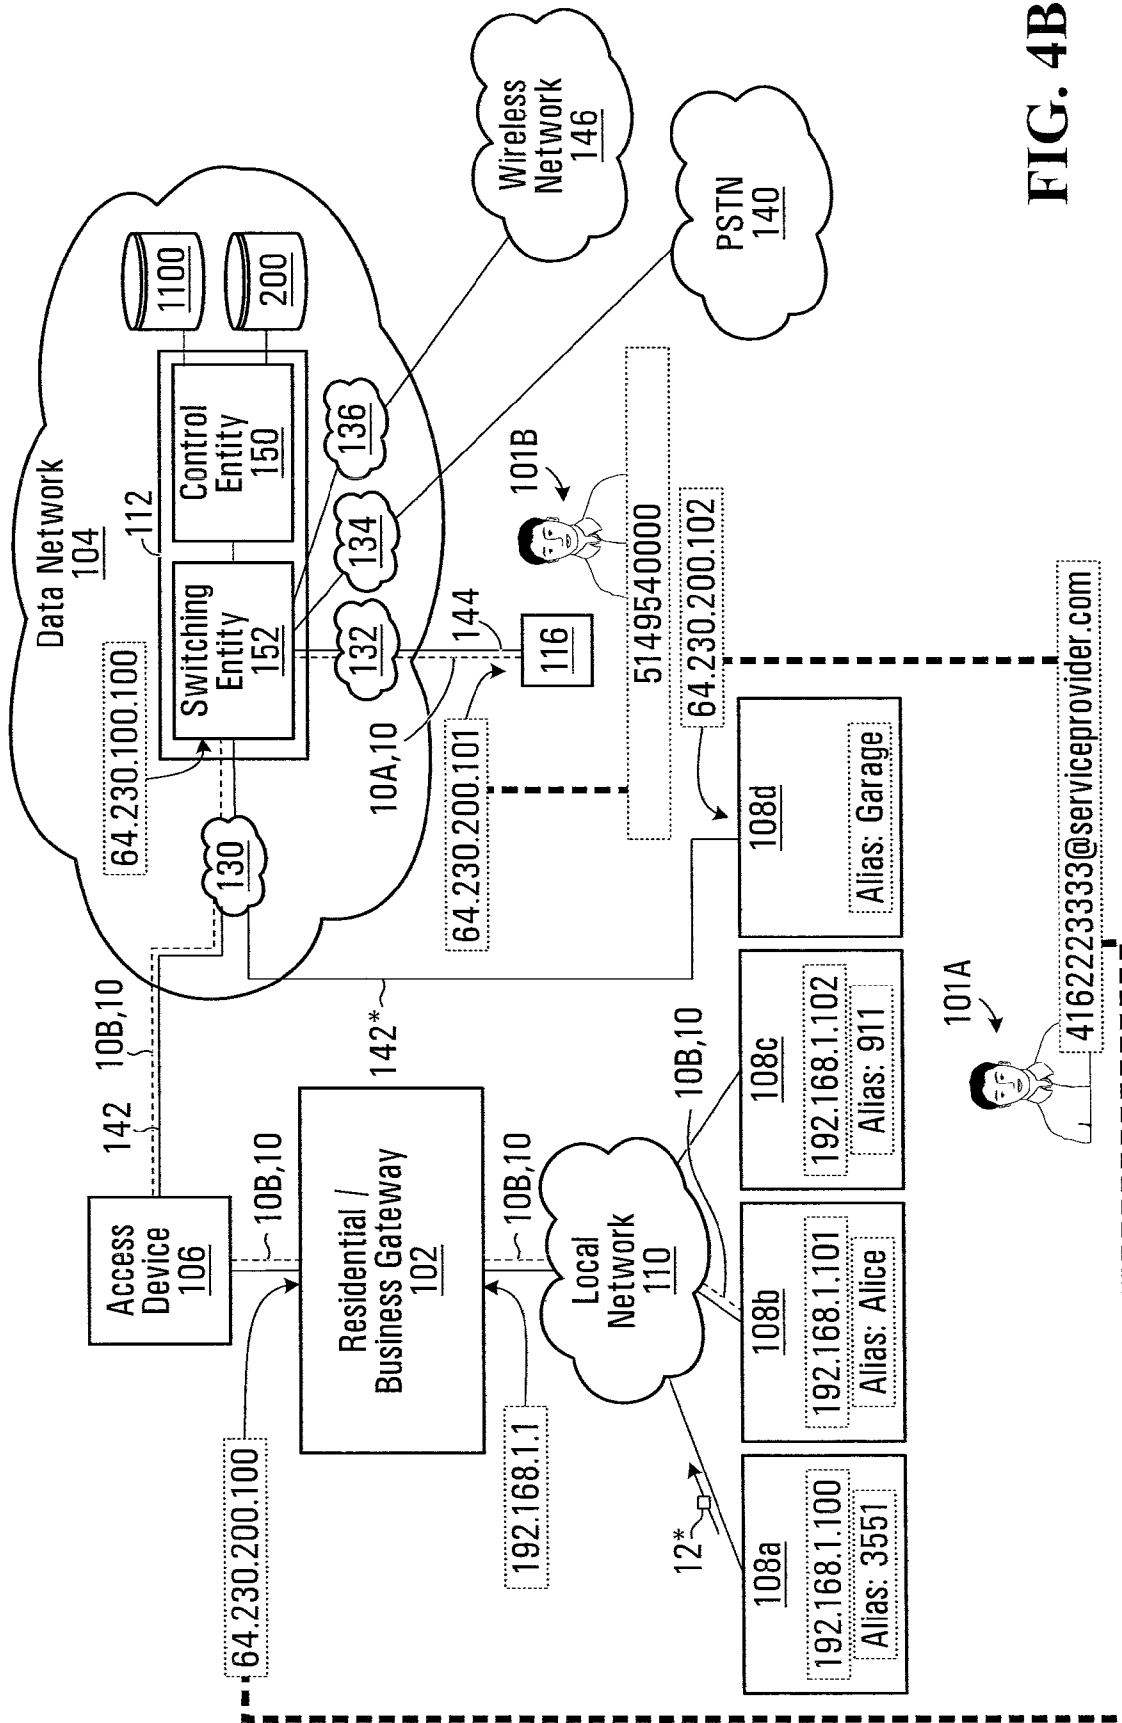 Data Network
104
112
64.230.100.100
Switching
Entity
152
Control
Entity
150
1100
200
130
132
134
136
Wireless
Network
146
PSTN
140
10A,10
144
116
64.230.200.101
101B
5149540000
64.230.200.102
142
10B,10
142*
Access
Device
106
10B,10
64.230.200.100
Residential /
Business Gateway
102
192.168.1.1
10B,10
Local
Network
110
10B,10
12*
108a
192.168.1.100
Alias: 3551
108b
192.168.1.101
Alias: Alice
108c
192.168.1.102
Alias: 911
108d
Alias: Garage
101A
4162223333@serviceprovider.com
FIG. 4B